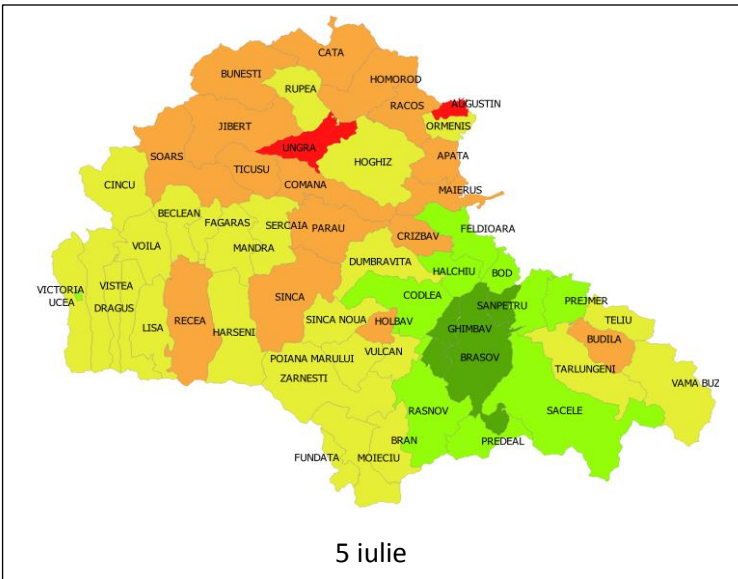 CATA
BUNESTI
HOMOROD
RUPEA
RACOS
AUGUSTIN
JIBERT
ORMENIS
UNGRA
SOARS
HOGHIZ
APATA
TICUSU
CINCU
COMANA
MAIERUS
BECLEAN
FAGARAS
SERCAIA
PARAU
FELDIOARA
CRIZBAV
VOILA
MANDRA
DUMBRAVITA
HALCHIU
BOD
VICTORIA
VISTEA
UCEA
DRAGUS
SINCA
CODLEA
SANPETRU
PREJMER
RECEA
SINCA NOUA
HOLBAV
TELIU
LISA
HARSENI
GHIMBAV
BUDILA
POIANA MARULUI
VULCAN
BRASOV
TARLUNGENI
ZARNESTI
VAMA BUZ
RASNOV
SACELE
BRAN
PREDEAL
FUNDATA
MOIECIU
5 iulie